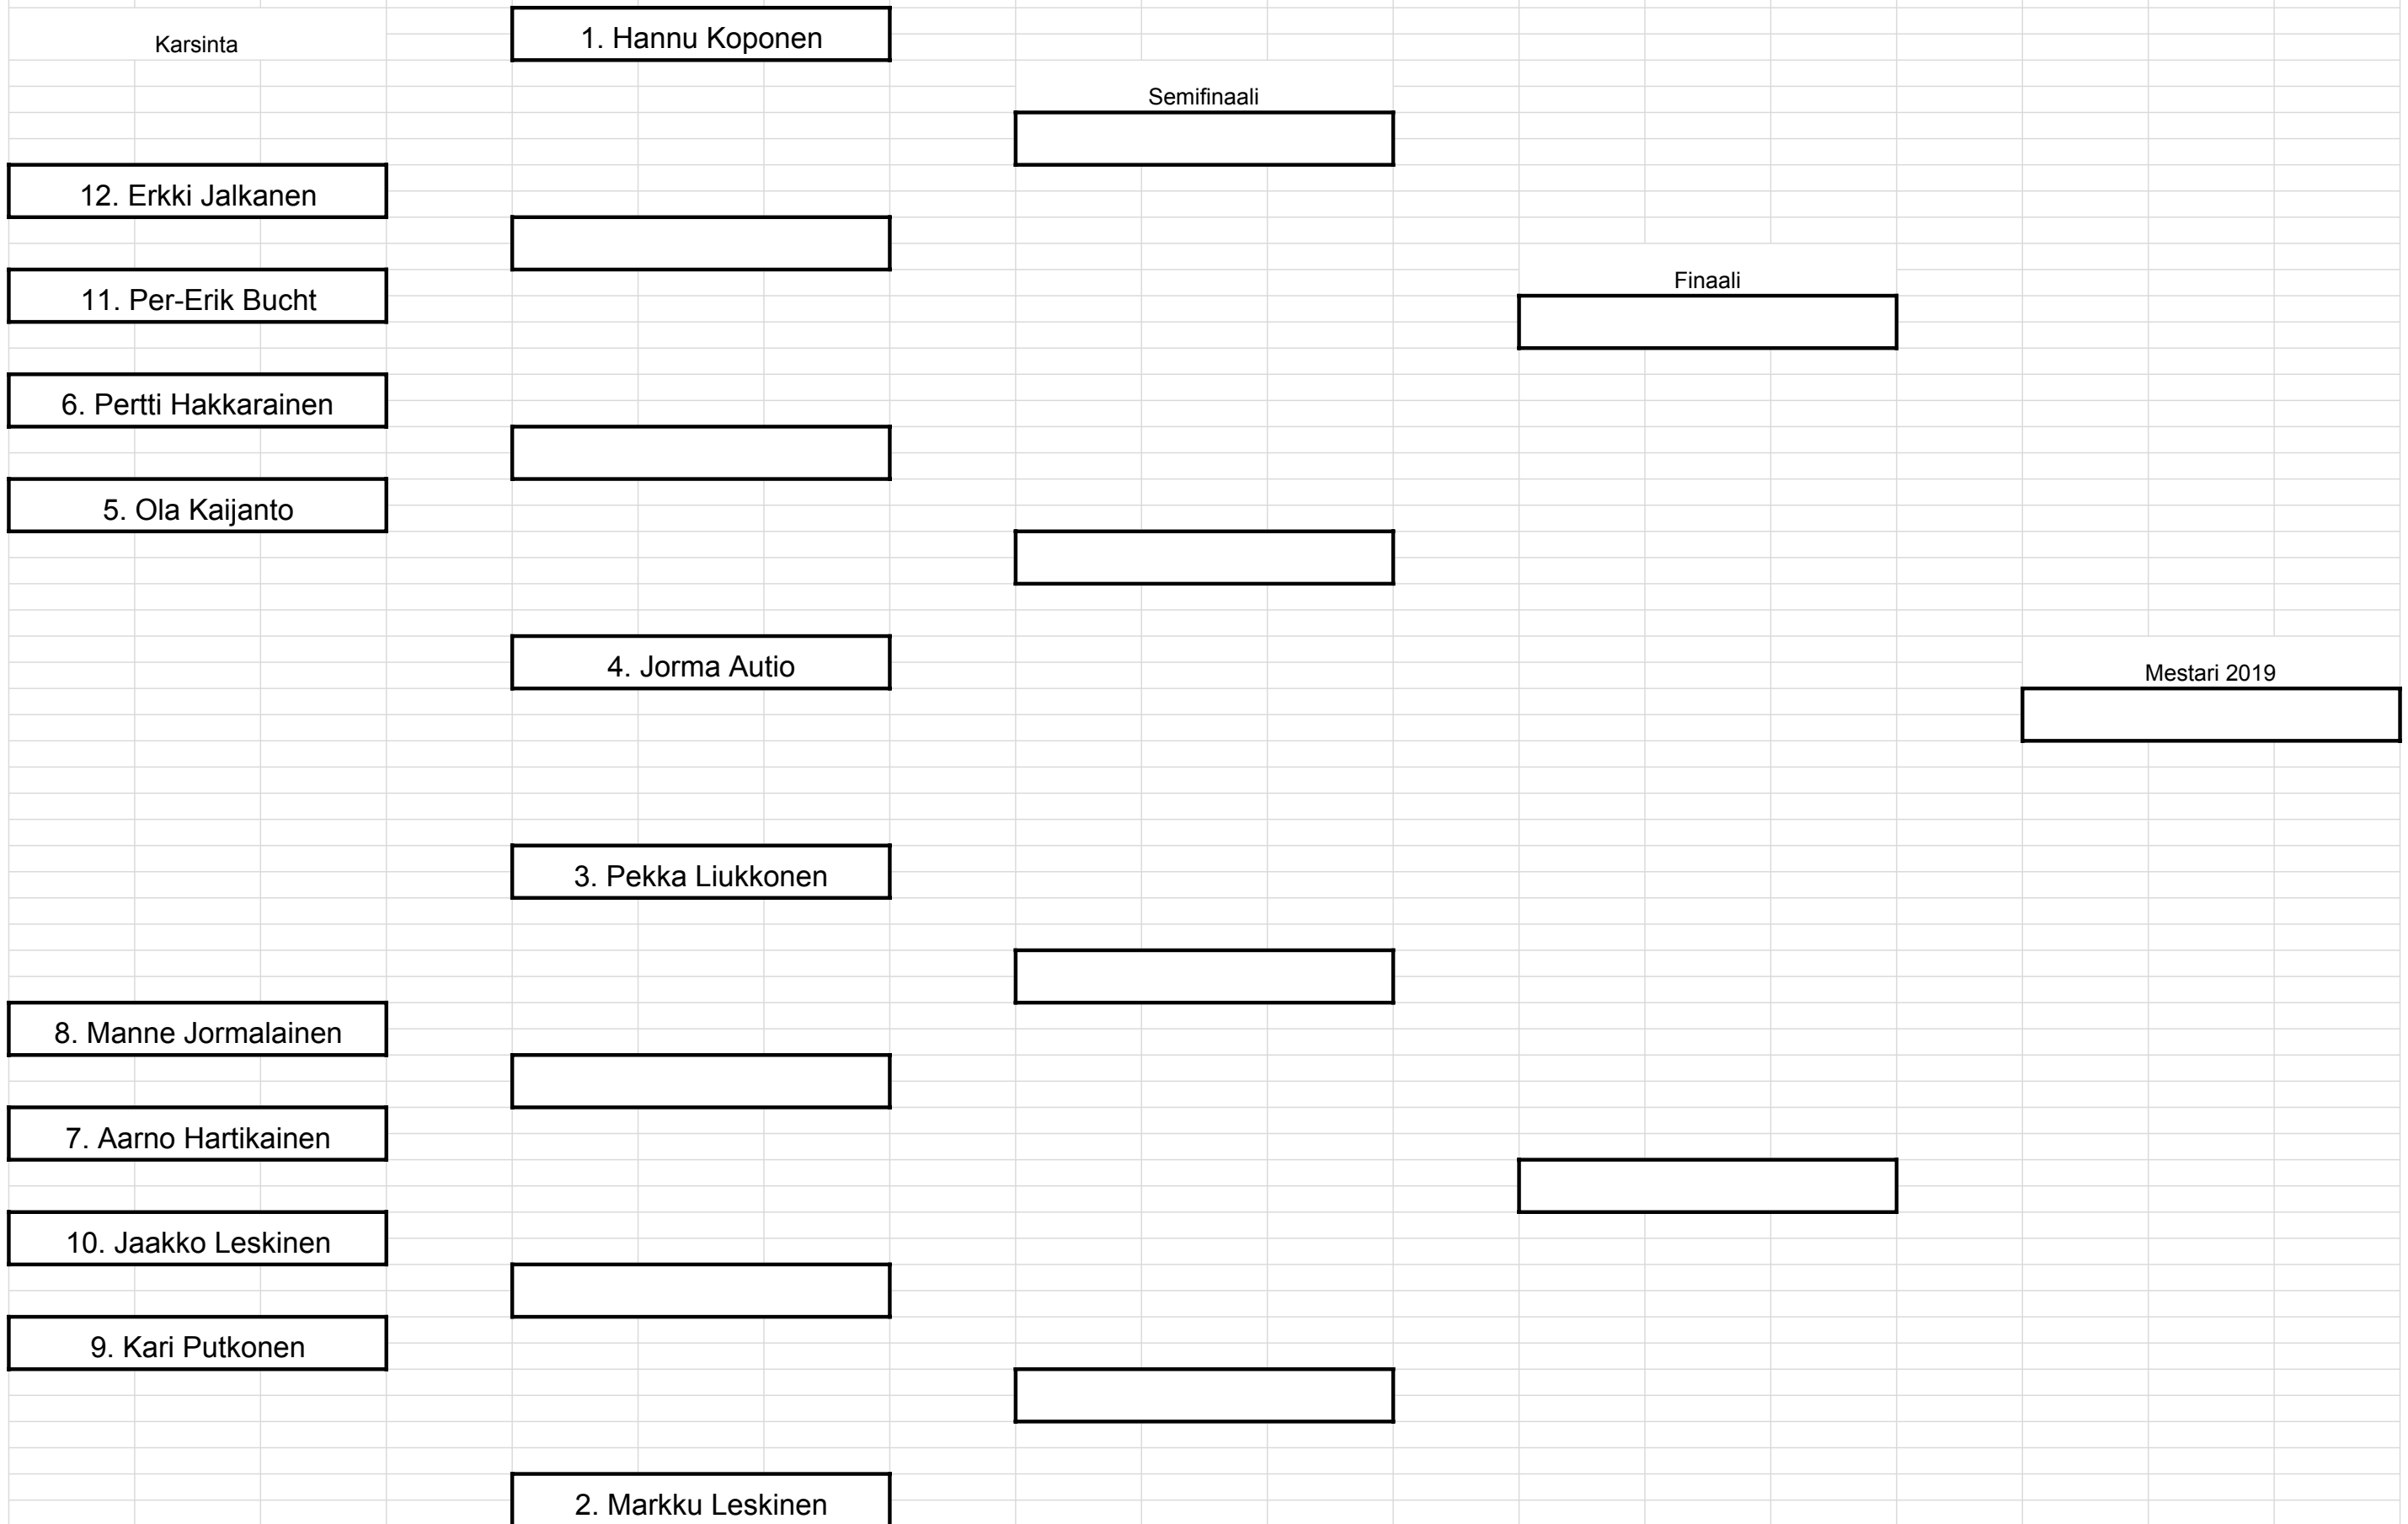 Karsinta
1. Hannu Koponen
Semifinaali
12. Erkki Jalkanen
11. Per-Erik Bucht
Finaali
6. Pertti Hakkarainen
5. Ola Kaijanto
4. Jorma Autio
Mestari 2019
3. Pekka Liukkonen
8. Manne Jormalainen
7. Aarno Hartikainen
10. Jaakko Leskinen
9. Kari Putkonen
2. Markku Leskinen